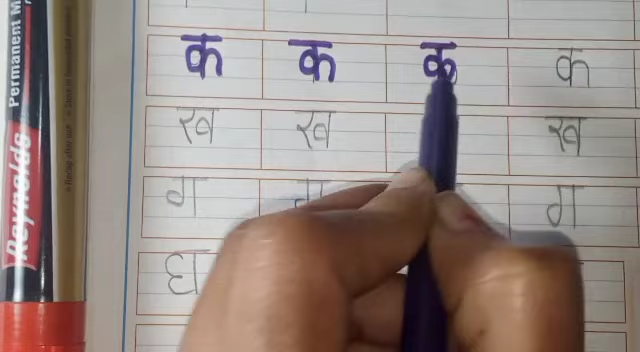 Reynolds Permanent M
क क क क
ख ख ख
ग ग
घ